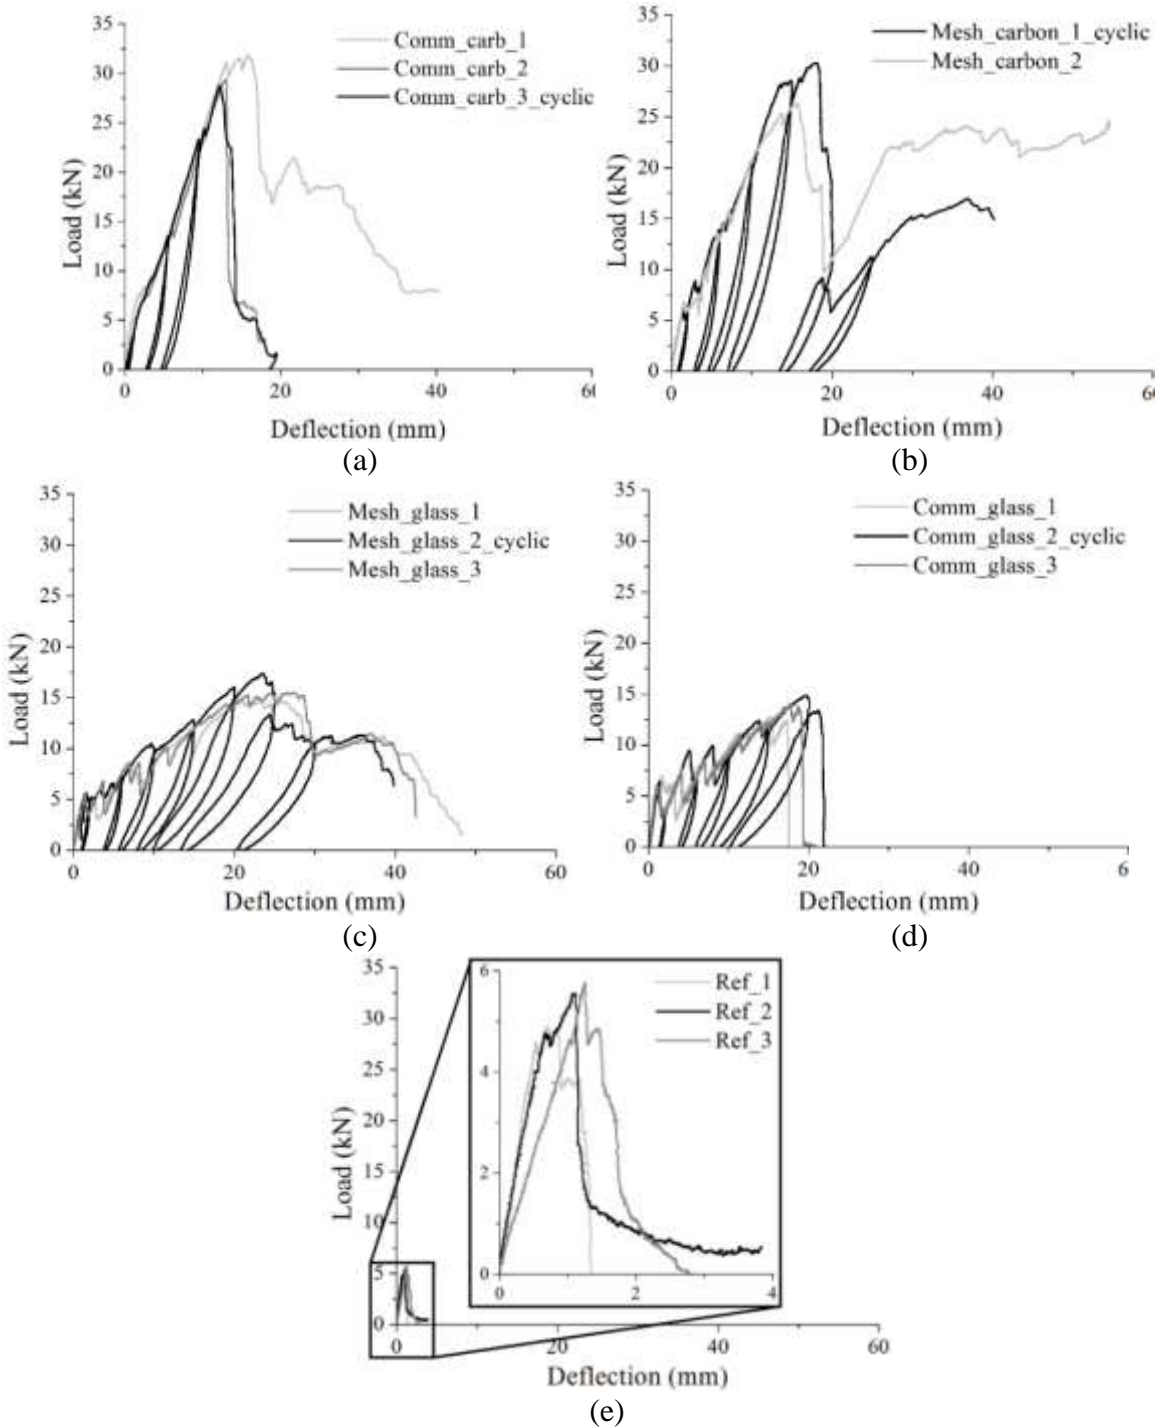 35
30
25
20
15
10
5
0
Load (kN)
Comm_carb_1
Comm_carb_2
Comm_carb_3_cyclic
0 20 40 60
Deflection (mm)
(a)
35
30
25
20
15
10
5
0
Load (kN)
Mesh_carbon_1_cyclic
Mesh_carbon_2
0 20 40 60
Deflection (mm)
(b)
35
30
25
20
15
10
5
0
Load (kN)
Mesh_glass_1
Mesh_glass_2_cyclic
Mesh_glass_3
0 20 40 60
Deflection (mm)
(c)
35
30
25
20
15
10
5
0
Load (kN)
Comm_glass_1
Comm_glass_2_cyclic
Comm_glass_3
0 20 40 60
Deflection (mm)
(d)
35
30
25
20
15
10
5
0
Load (kN)
6
4
2
0
Ref_1
Ref_2
Ref_3
0 2 4
0 20 40 60
Deflection (mm)
(e)